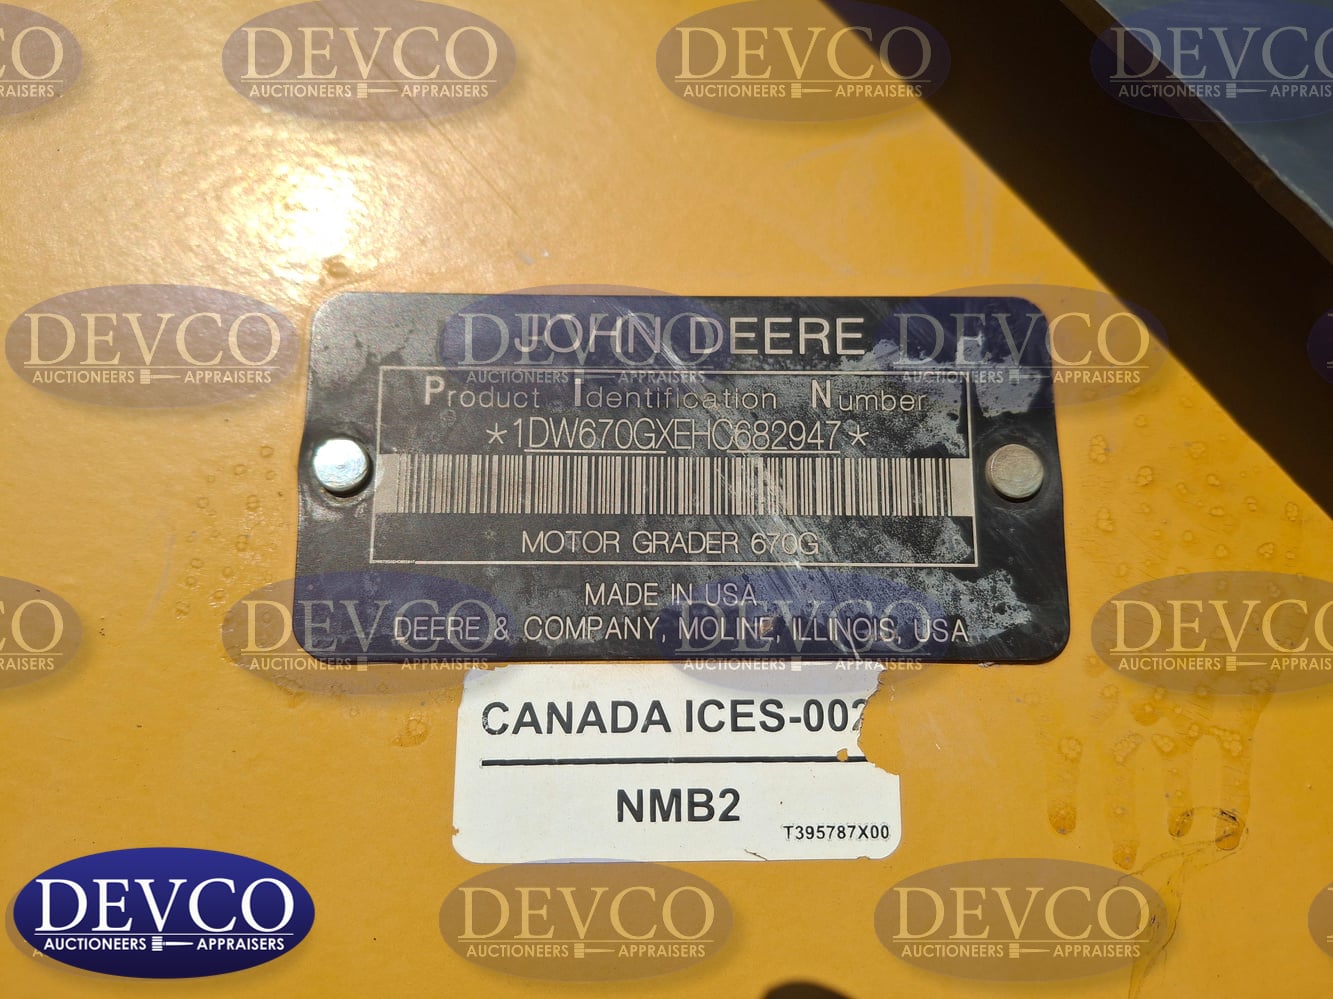 JOHN DEERE
Product Identification Number
*1DW670GXEHC682947*
MOTOR GRADER 670G
MADE IN USA
DEERE & COMPANY, MOLINE, ILLINOIS, USA
CANADA ICES-002
NMB2
T395787X00
DEVCO
AUCTIONEERS APPRAISERS